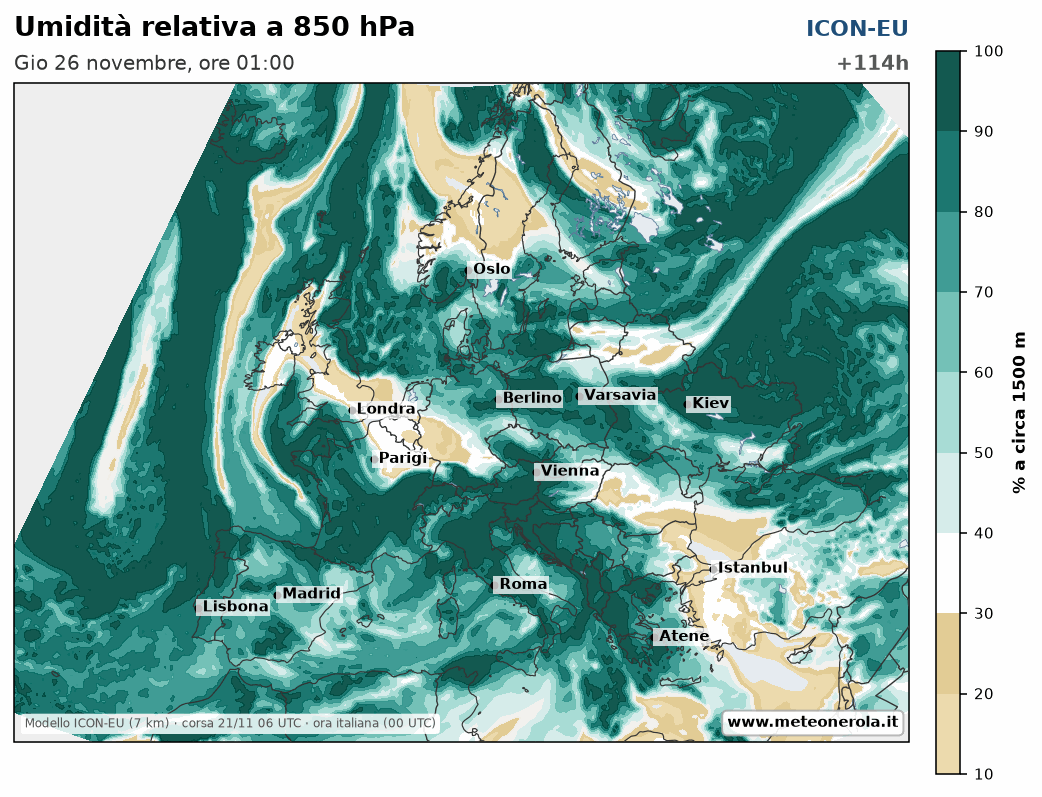 Umidità relativa a 850 hPa
ICON-EU
Gio 26 novembre, ore 01:00
+114h
100
90
80
70
60
50
40
30
20
10
% a circa 1500 m
Oslo
Berlino
Varsavia
Kiev
Londra
Parigi
Vienna
Istanbul
Roma
Madrid
Lisbona
Atene
Modello ICON-EU (7 km) · corsa 21/11 06 UTC · ora italiana (00 UTC)
www.meteonerola.it